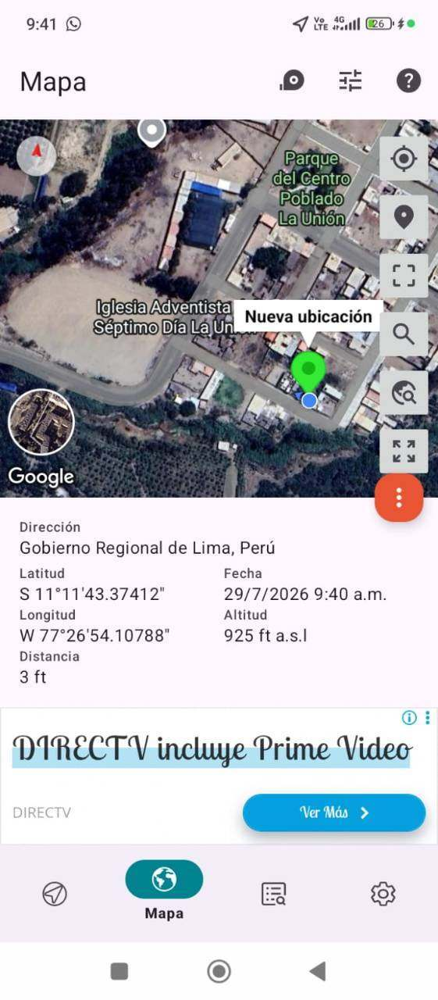 9:41
Vo
LTE
4G
26
Mapa
Parque
del Centro
Poblado
La Unión
Iglesia Adventista
Séptimo Día La Un
Nueva ubicación
Google
Dirección
Gobierno Regional de Lima, Perú
Latitud
Fecha
S 11°11'43.37412"
29/7/2026 9:40 a.m.
Longitud
Altitud
W 77°26'54.10788"
925 ft a.s.l
Distancia
3 ft
DIRECTV incluye Prime Video
DIRECTV
Ver Más
Mapa